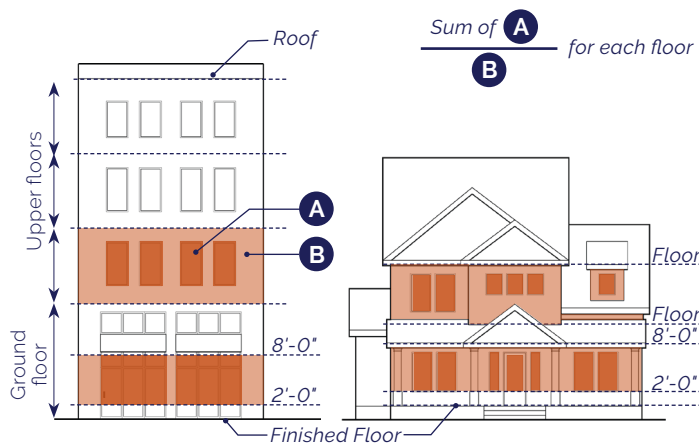 Roof
Sum of A
B
for each floor
Upper floors
A
B
Floor
Floor
8'-0"
8'-0"
Ground
floor
2'-0"
2'-0"
Finished Floor